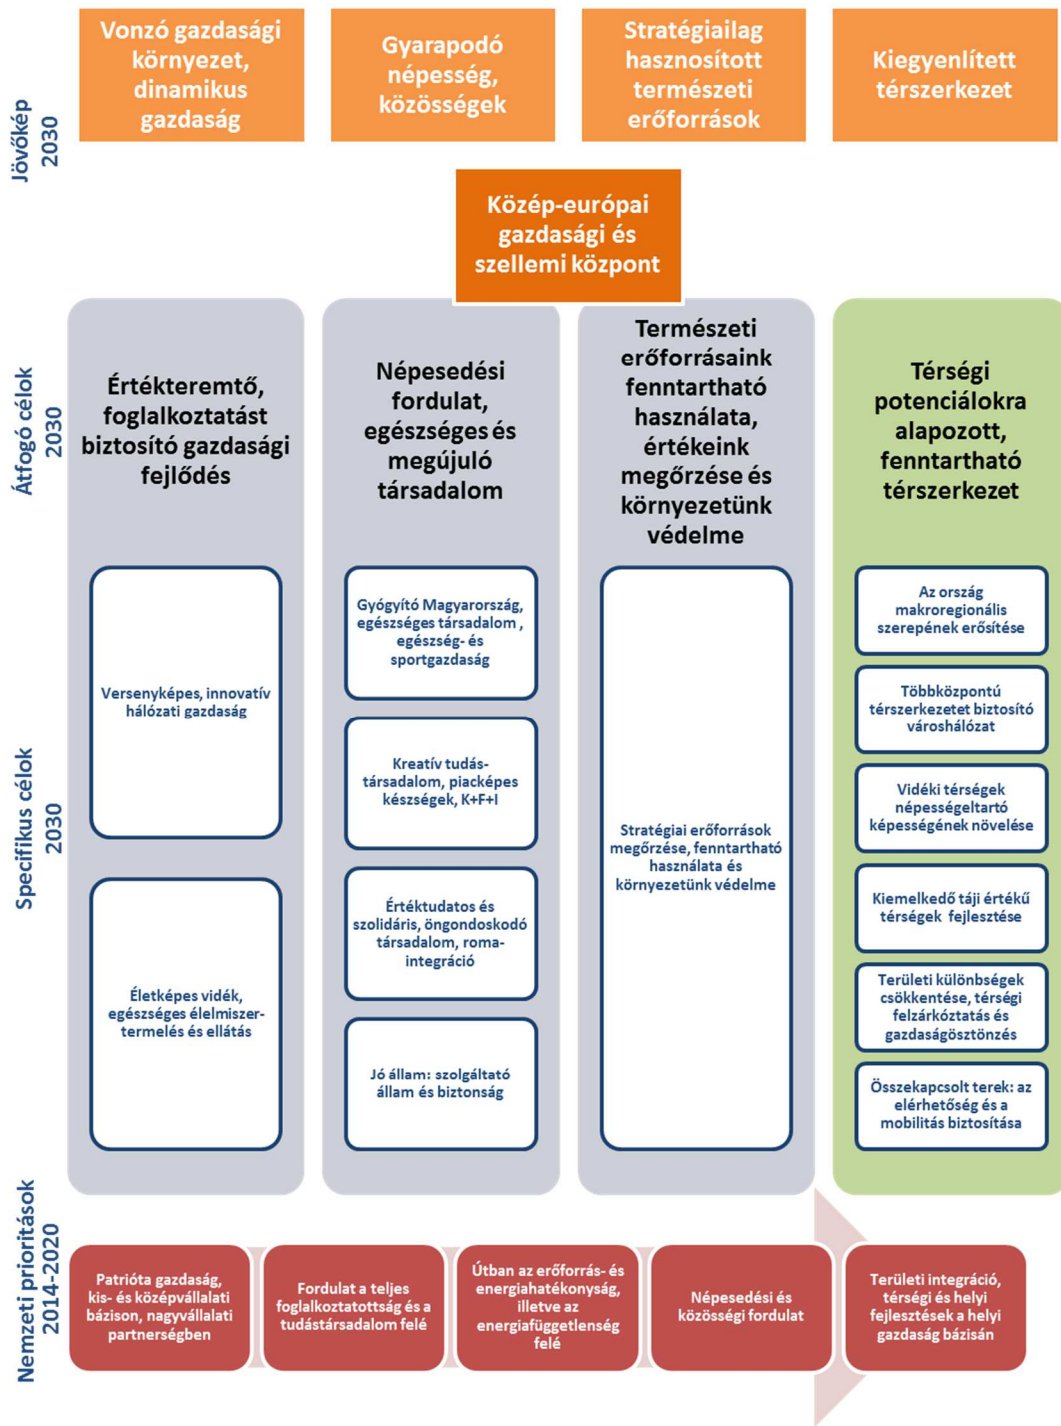 Jövőkép
2030
Vonzó gazdasági
környezet,
dinamikus
gazdaság
Gyarapodó
népesség,
közösségek
Stratégiailag
hasznosított
természeti
erőforrások
Kiegyenlített
térszerkezet
Közép-európai
gazdasági és
szellemi központ
Átfogó célok
2030
Értékteremtő,
foglalkoztatást
biztosító gazdasági
fejlődés
Népesedési
fordulat,
egészséges és
megújuló
társadalom
Természeti
erőforrásaink
fenntartható
használata,
értékeink
megőrzése és
környezetünk
védelme
Térségi
potenciálokra
alapozott,
fenntartható
térszerkezet
Specifikus célok
2030
Versenyképes, innovatív
hálózati gazdaság
Életképes vidék,
egészséges élelmiszer-
termelés és ellátás
Gyógyító Magyarország,
egészséges társadalom ,
egészség- és
sportgazdaság
Kreatív tudás-
társadalom, piacképes
készségek, K+F+I
Értéktudatos és
szolidáris, öngondoskodó
társadalom, roma-
integráció
Jó állam: szolgáltató
állam és biztonság
Stratégiai erőforrások
megőrzése, fenntartható
használata és
környezetünk védelme
Az ország
makroregionális
szerepének erősítése
Többközpontú
térszerkezetet biztosító
városhálózat
Vidéki térségek
népességeltartó
képességének növelése
Kiemelkedő táji értékű
térségek  fejlesztése
Területi különbségek
csökkentése, térségi
felzárkóztatás és
gazdaságösztönzés
Összekapcsolt terek: az
elérhetőség és a
mobilitás biztosítása
Nemzeti prioritások
2014-2020
Patrióta gazdaság,
kis- és középvállalati
bázison, nagyvállalati
partnerségben
Fordulat a teljes
foglalkoztatottság és a
tudástársadalom felé
Útban az erőforrás- és
energiahatékonyság,
illetve az
energiafüggetlenség
felé
Népesedési és
közösségi fordulat
Területi integráció,
térségi és helyi
fejlesztések a helyi
gazdaság bázisán